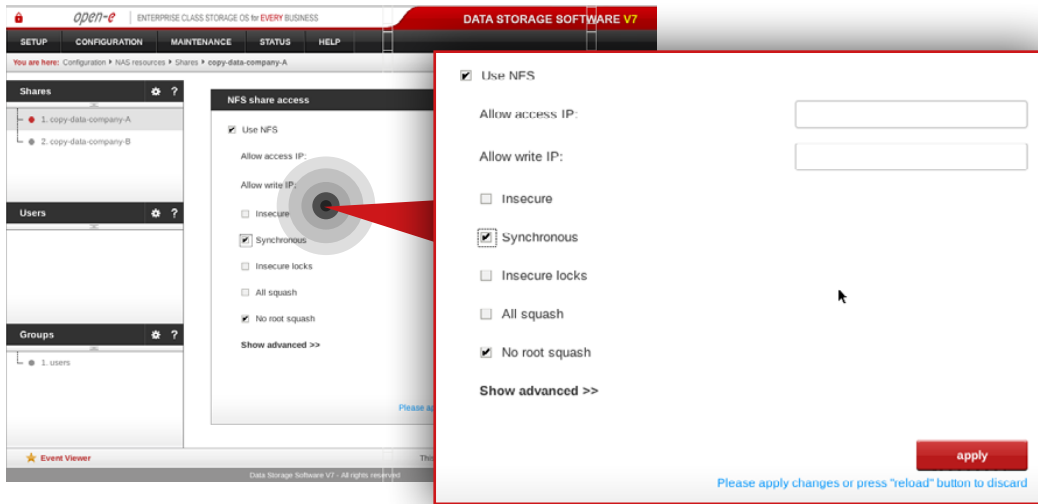 open-e ENTERPRISE CLASS STORAGE OS for EVERY BUSINESS DATA STORAGE SOFTWARE V7
SETUP CONFIGURATION MAINTENANCE STATUS HELP
You are here: Configuration NAS resources Shares copy-data-company-A
Shares ?
1. copy-data-company-A
2. copy-data-company-B
Users ?
Groups ?
1. users
NFS share access
Use NFS
Allow access IP:
Allow write IP:
Insecure
Synchronous
Insecure locks
All squash
No root squash
Show advanced >>
Please
Event Viewer
Data Storage Software V7 - All rights reserved
Use NFS
Allow access IP:
Allow write IP:
Insecure
Synchronous
Insecure locks
All squash
No root squash
Show advanced >>
apply
Please apply changes or press "reload" button to discard